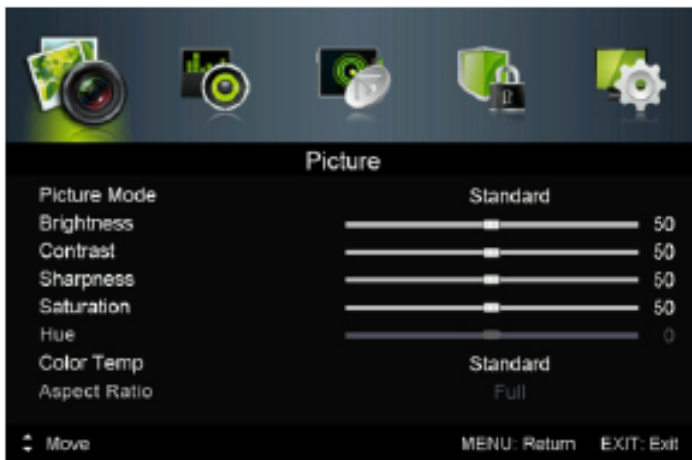 Picture
Picture Mode Standard
Brightness 50
Contrast 50
Sharpness 50
Saturation 50
Hue 0
Color Temp Standard
Aspect Ratio Full
Move MENU: Return EXIT: Exit